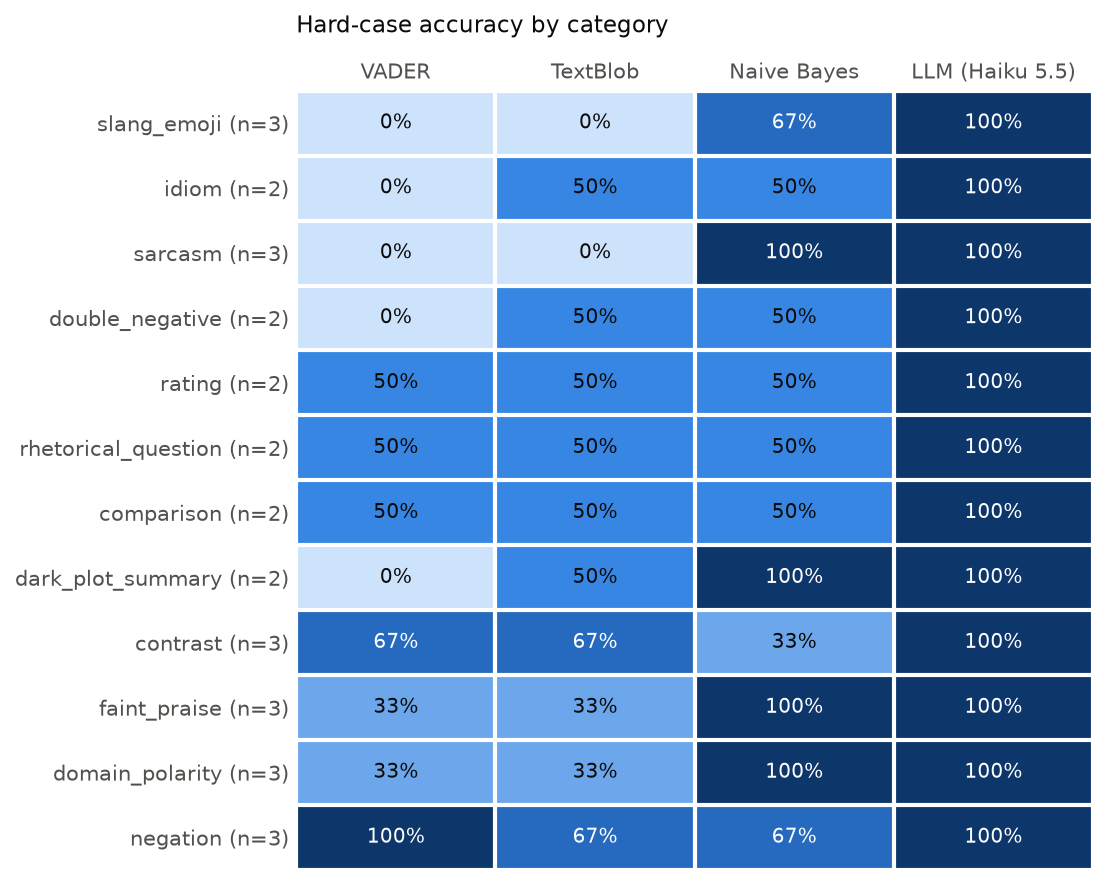 Hard-case accuracy by category
VADER TextBlob Naive Bayes LLM (Haiku 5.5)
slang_emoji (n=3) 0% 0% 67% 100%
idiom (n=2) 0% 50% 50% 100%
sarcasm (n=3) 0% 0% 100% 100%
double_negative (n=2) 0% 50% 50% 100%
rating (n=2) 50% 50% 50% 100%
rhetorical_question (n=2) 50% 50% 50% 100%
comparison (n=2) 50% 50% 50% 100%
dark_plot_summary (n=2) 0% 50% 100% 100%
contrast (n=3) 67% 67% 33% 100%
faint_praise (n=3) 33% 33% 100% 100%
domain_polarity (n=3) 33% 33% 100% 100%
negation (n=3) 100% 67% 67% 100%